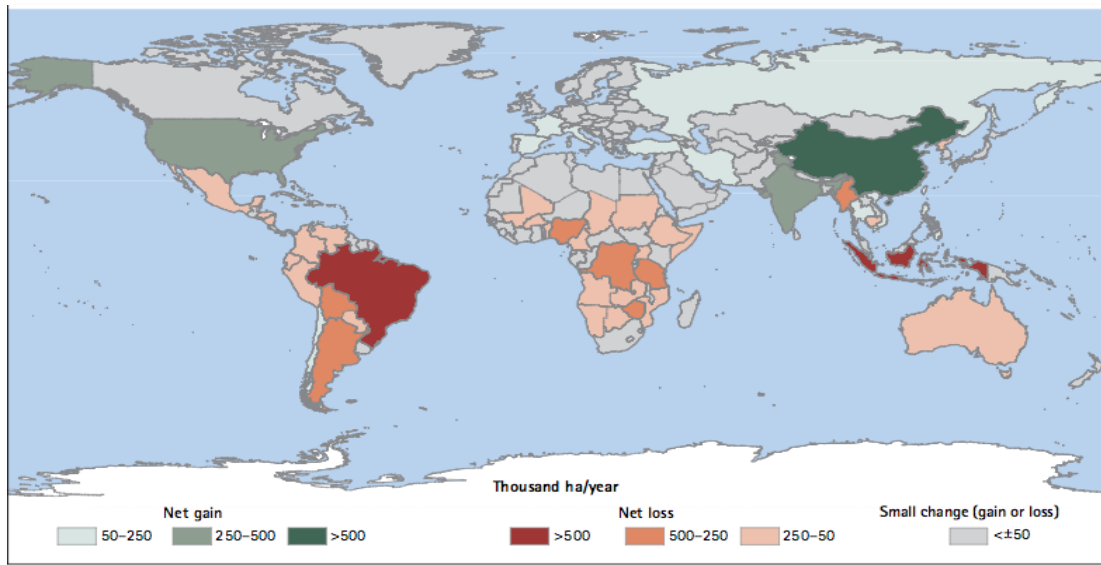 Thousand ha/year
Net gain
Net loss
Small change (gain or loss)
50–250
250–500
>500
>500
500–250
250–50
<±50